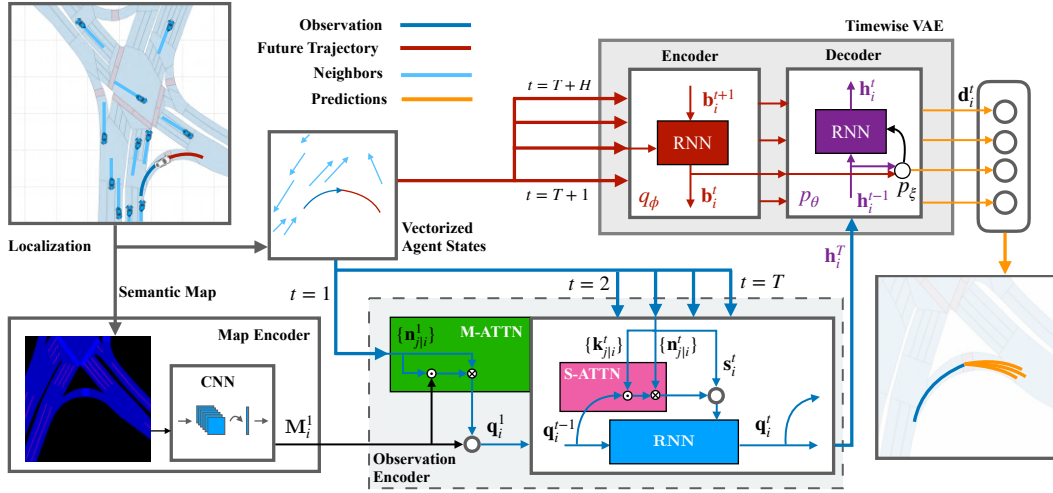 Observation
Future Trajectory
Neighbors
Predictions
Timewise VAE
Encoder
Decoder
t = T + H
t = T + 1
b_i^{t+1}
RNN
b_i^t
q_ϕ
h_i^t
RNN
h_i^{t-1}
p_θ
p_ξ
d_i^t
Localization
Vectorized
Agent States
Semantic Map
t = 1
t = 2
t = T
h_i^T
Map Encoder
CNN
M_i^1
{n_{j|i}^1}
M-ATTN
q_i^1
Observation
Encoder
{k_{j|i}^t}
{n_{j|i}^t}
s_i^t
S-ATTN
q_i^{t-1}
RNN
q_i^t